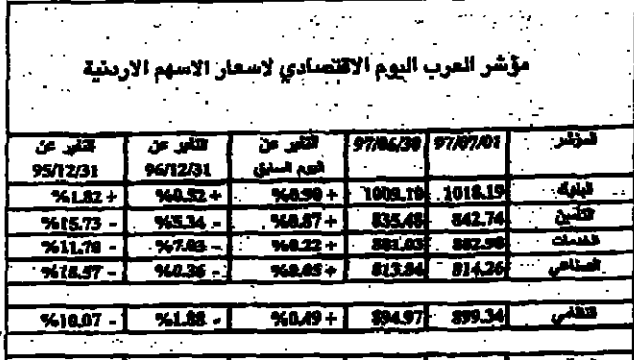 مؤشر العرب اليوم الاقتصادي لاسعار الاسهم الاردنية
المؤشر 97/07/01 97/06/30 التغير عن اليوم السابق التغير عن 96/12/31 التغير عن 95/12/31
البنوك 1018.19 1009.10 + %0.90 + %0.52 + %1.82
التأمين 842.74 835.48 + %0.87 - %5.34 - %15.73
الخدمات 882.98 881.03 + %0.22 - %7.03 - %11.70
الصناعي 814.26 813.84 + %0.05 - %0.36 - %18.57
899.34 894.97 + %0.49 - %1.88 - %10.07